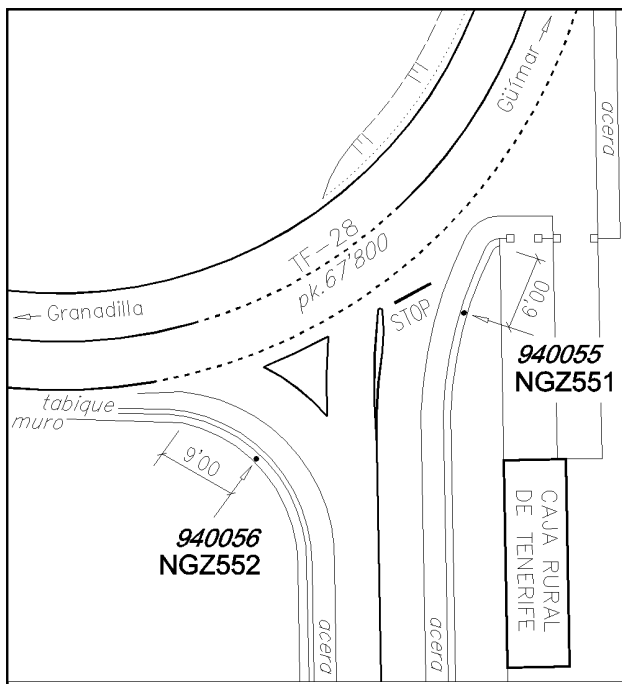 Güímar
acera
T.T.
T.T.
TF-28
pk.67'800
Granadilla
STOP
6'00
940055
NGZ551
tabique
muro
9'00
940056
NGZ552
CAJA RURAL
DE TENERIFE
acera
acera